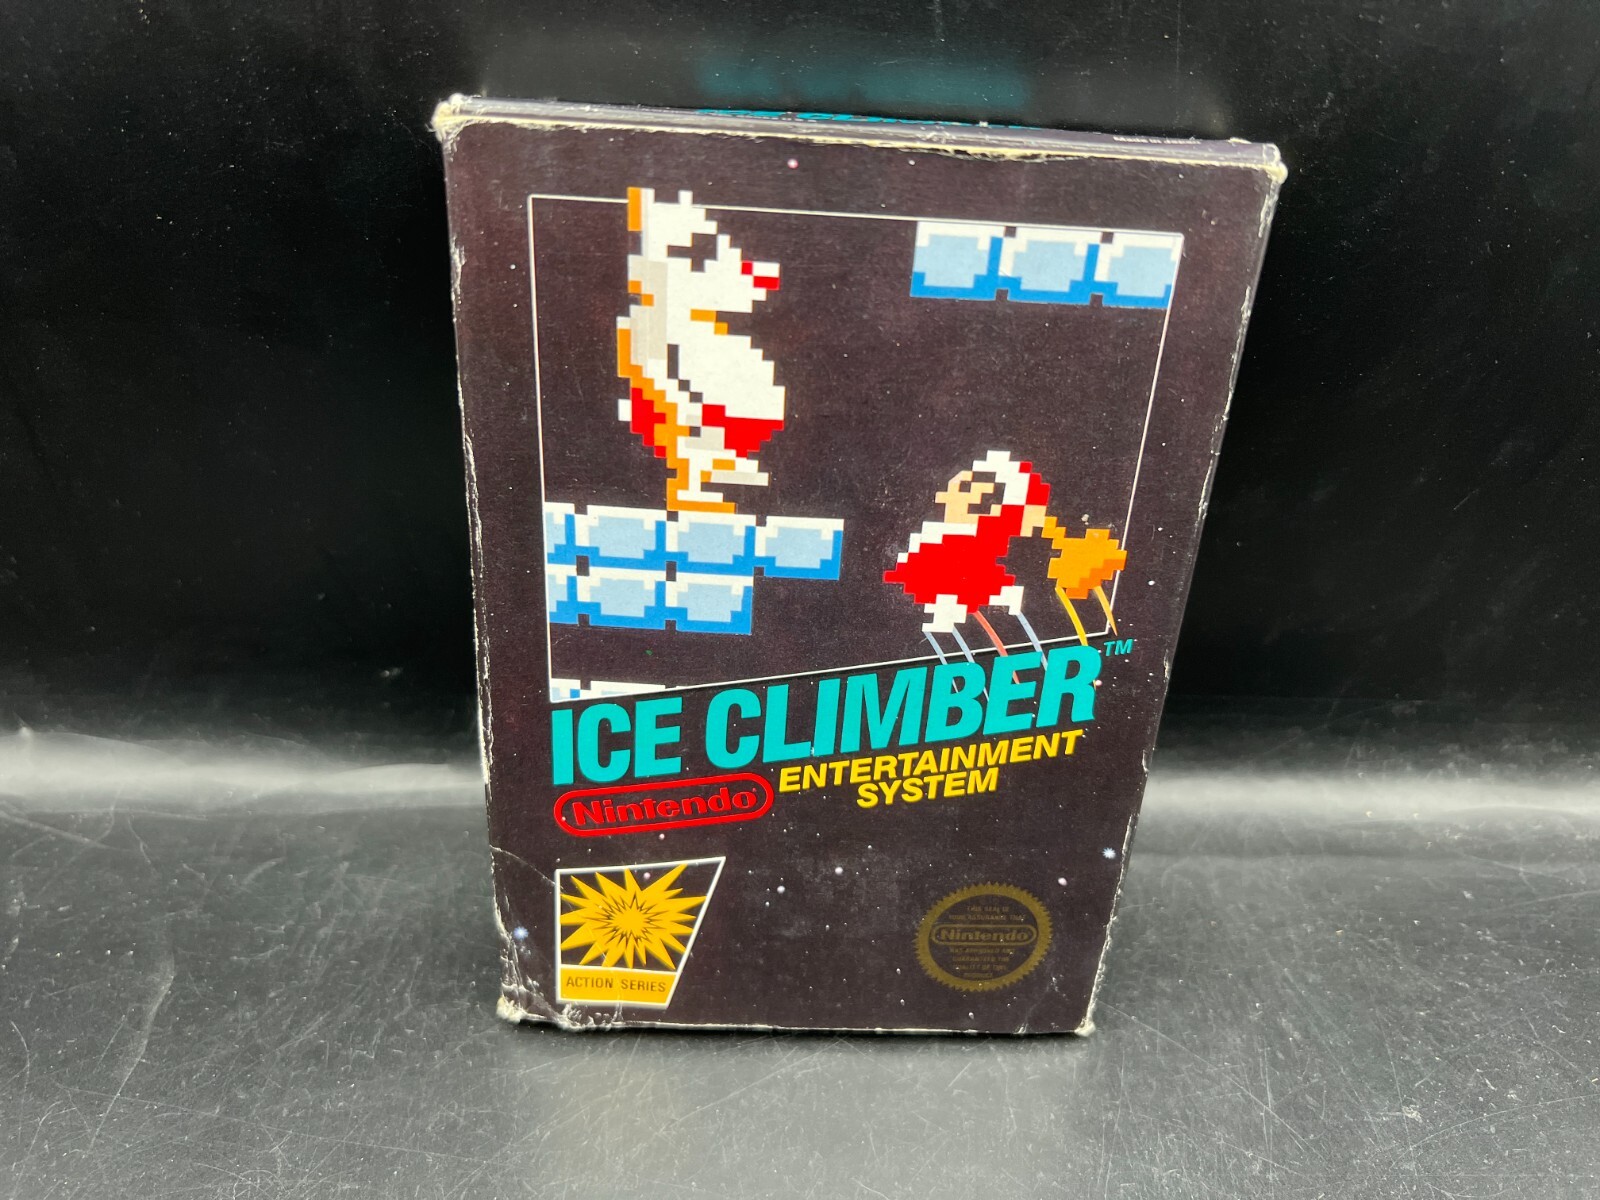 ICE CLIMBER™
Nintendo®
ENTERTAINMENT
SYSTEM
ACTION SERIES
Nintendo